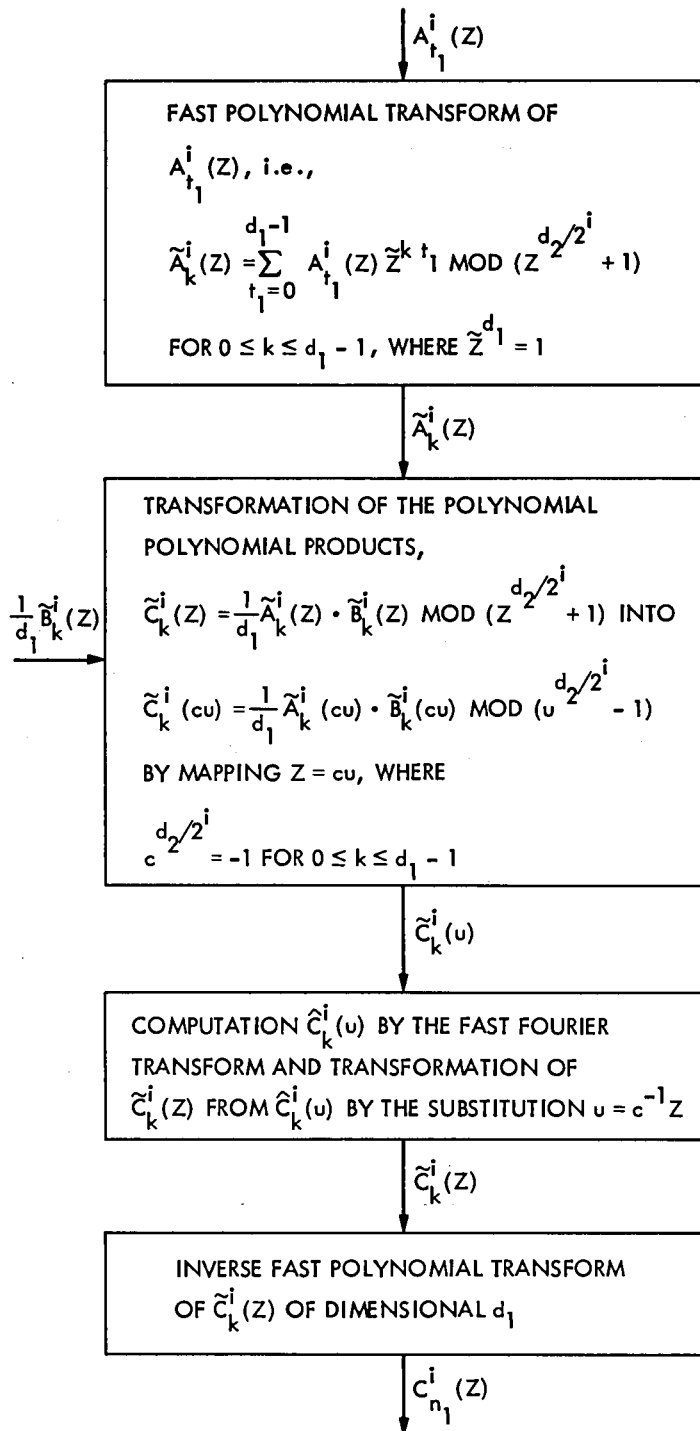 A^i_{t_1}(Z)
FAST POLYNOMIAL TRANSFORM OF
A^i_{t_1}(Z), i.e.,
Ã^i_k(Z) = ∑_{t_1=0}^{d_1-1} A^i_{t_1}(Z) Z̃^{k t_1} MOD (Z^{d_2/2^i} + 1)
FOR 0 ≤ k ≤ d_1 - 1, WHERE Z̃^{d_1} = 1
Ã^i_k(Z)
TRANSFORMATION OF THE POLYNOMIAL
POLYNOMIAL PRODUCTS,
1/d_1 B̃^i_k(Z)
C̃^i_k(Z) = 1/d_1 Ã^i_k(Z) • B̃^i_k(Z) MOD (Z^{d_2/2^i} + 1) INTO
C̃^i_k (cu) = 1/d_1 Ã^i_k (cu) • B̃^i_k(cu) MOD (u^{d_2/2^i} - 1)
BY MAPPING Z = cu, WHERE
c^{d_2/2^i} = -1 FOR 0 ≤ k ≤ d_1 - 1
C̃^i_k(u)
COMPUTATION Ĉ^i_k(u) BY THE FAST FOURIER
TRANSFORM AND TRANSFORMATION OF
C̃^i_k(Z) FROM Ĉ^i_k(u) BY THE SUBSTITUTION u = c^{-1}Z
C̃^i_k(Z)
INVERSE FAST POLYNOMIAL TRANSFORM
OF C̃^i_k(Z) OF DIMENSIONAL d_1
C^i_{n_1}(Z)